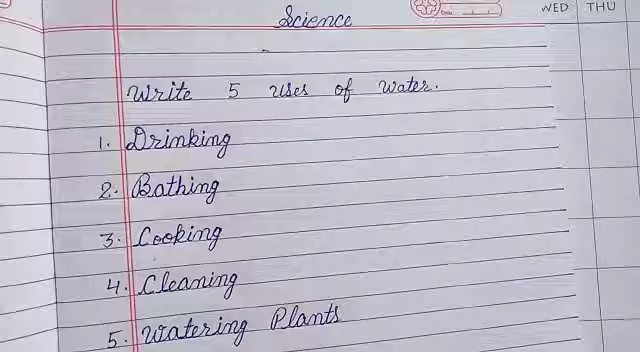 Science
WED THU
Write 5 uses of water.
1. Drinking
2. Bathing
3. Cooking
4. Cleaning
5. Watering Plants